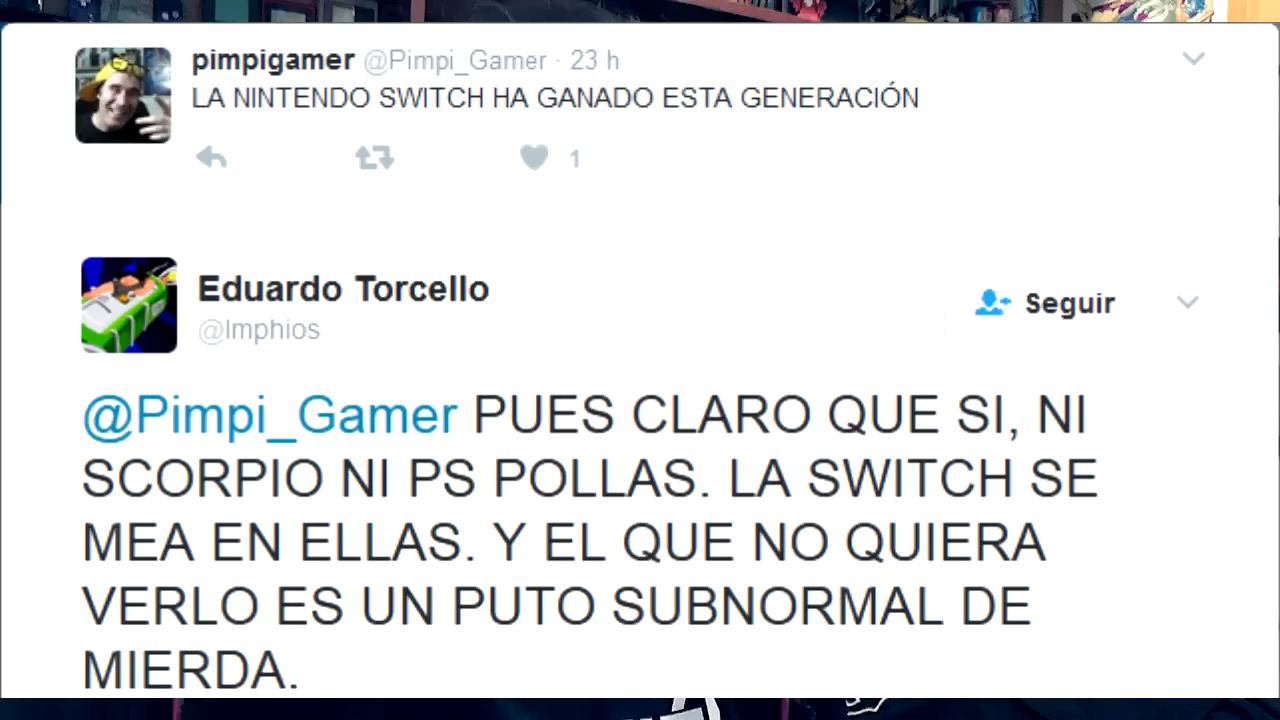 pimpigamer @Pimpi_Gamer · 23 h
LA NINTENDO SWITCH HA GANADO ESTA GENERACIÓN
1
Eduardo Torcello
@Imphios
Seguir
@Pimpi_Gamer PUES CLARO QUE SI, NI
SCORPIO NI PS POLLAS. LA SWITCH SE
MEA EN ELLAS. Y EL QUE NO QUIERA
VERLO ES UN PUTO SUBNORMAL DE
MIERDA.